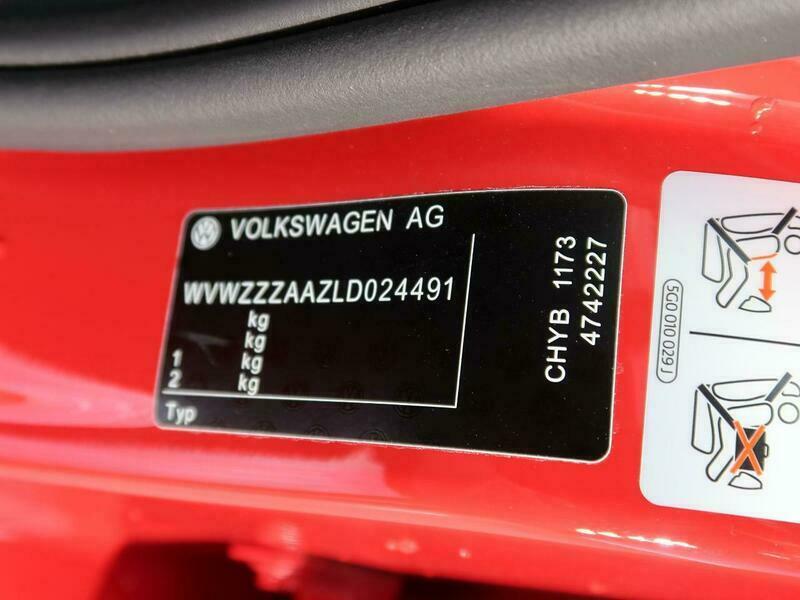 VOLKSWAGEN AG
WVWZZZAAZLD024491
kg
kg
1 kg
2 kg
Typ
CHYB 1173
4742227
5G0 010 029 J